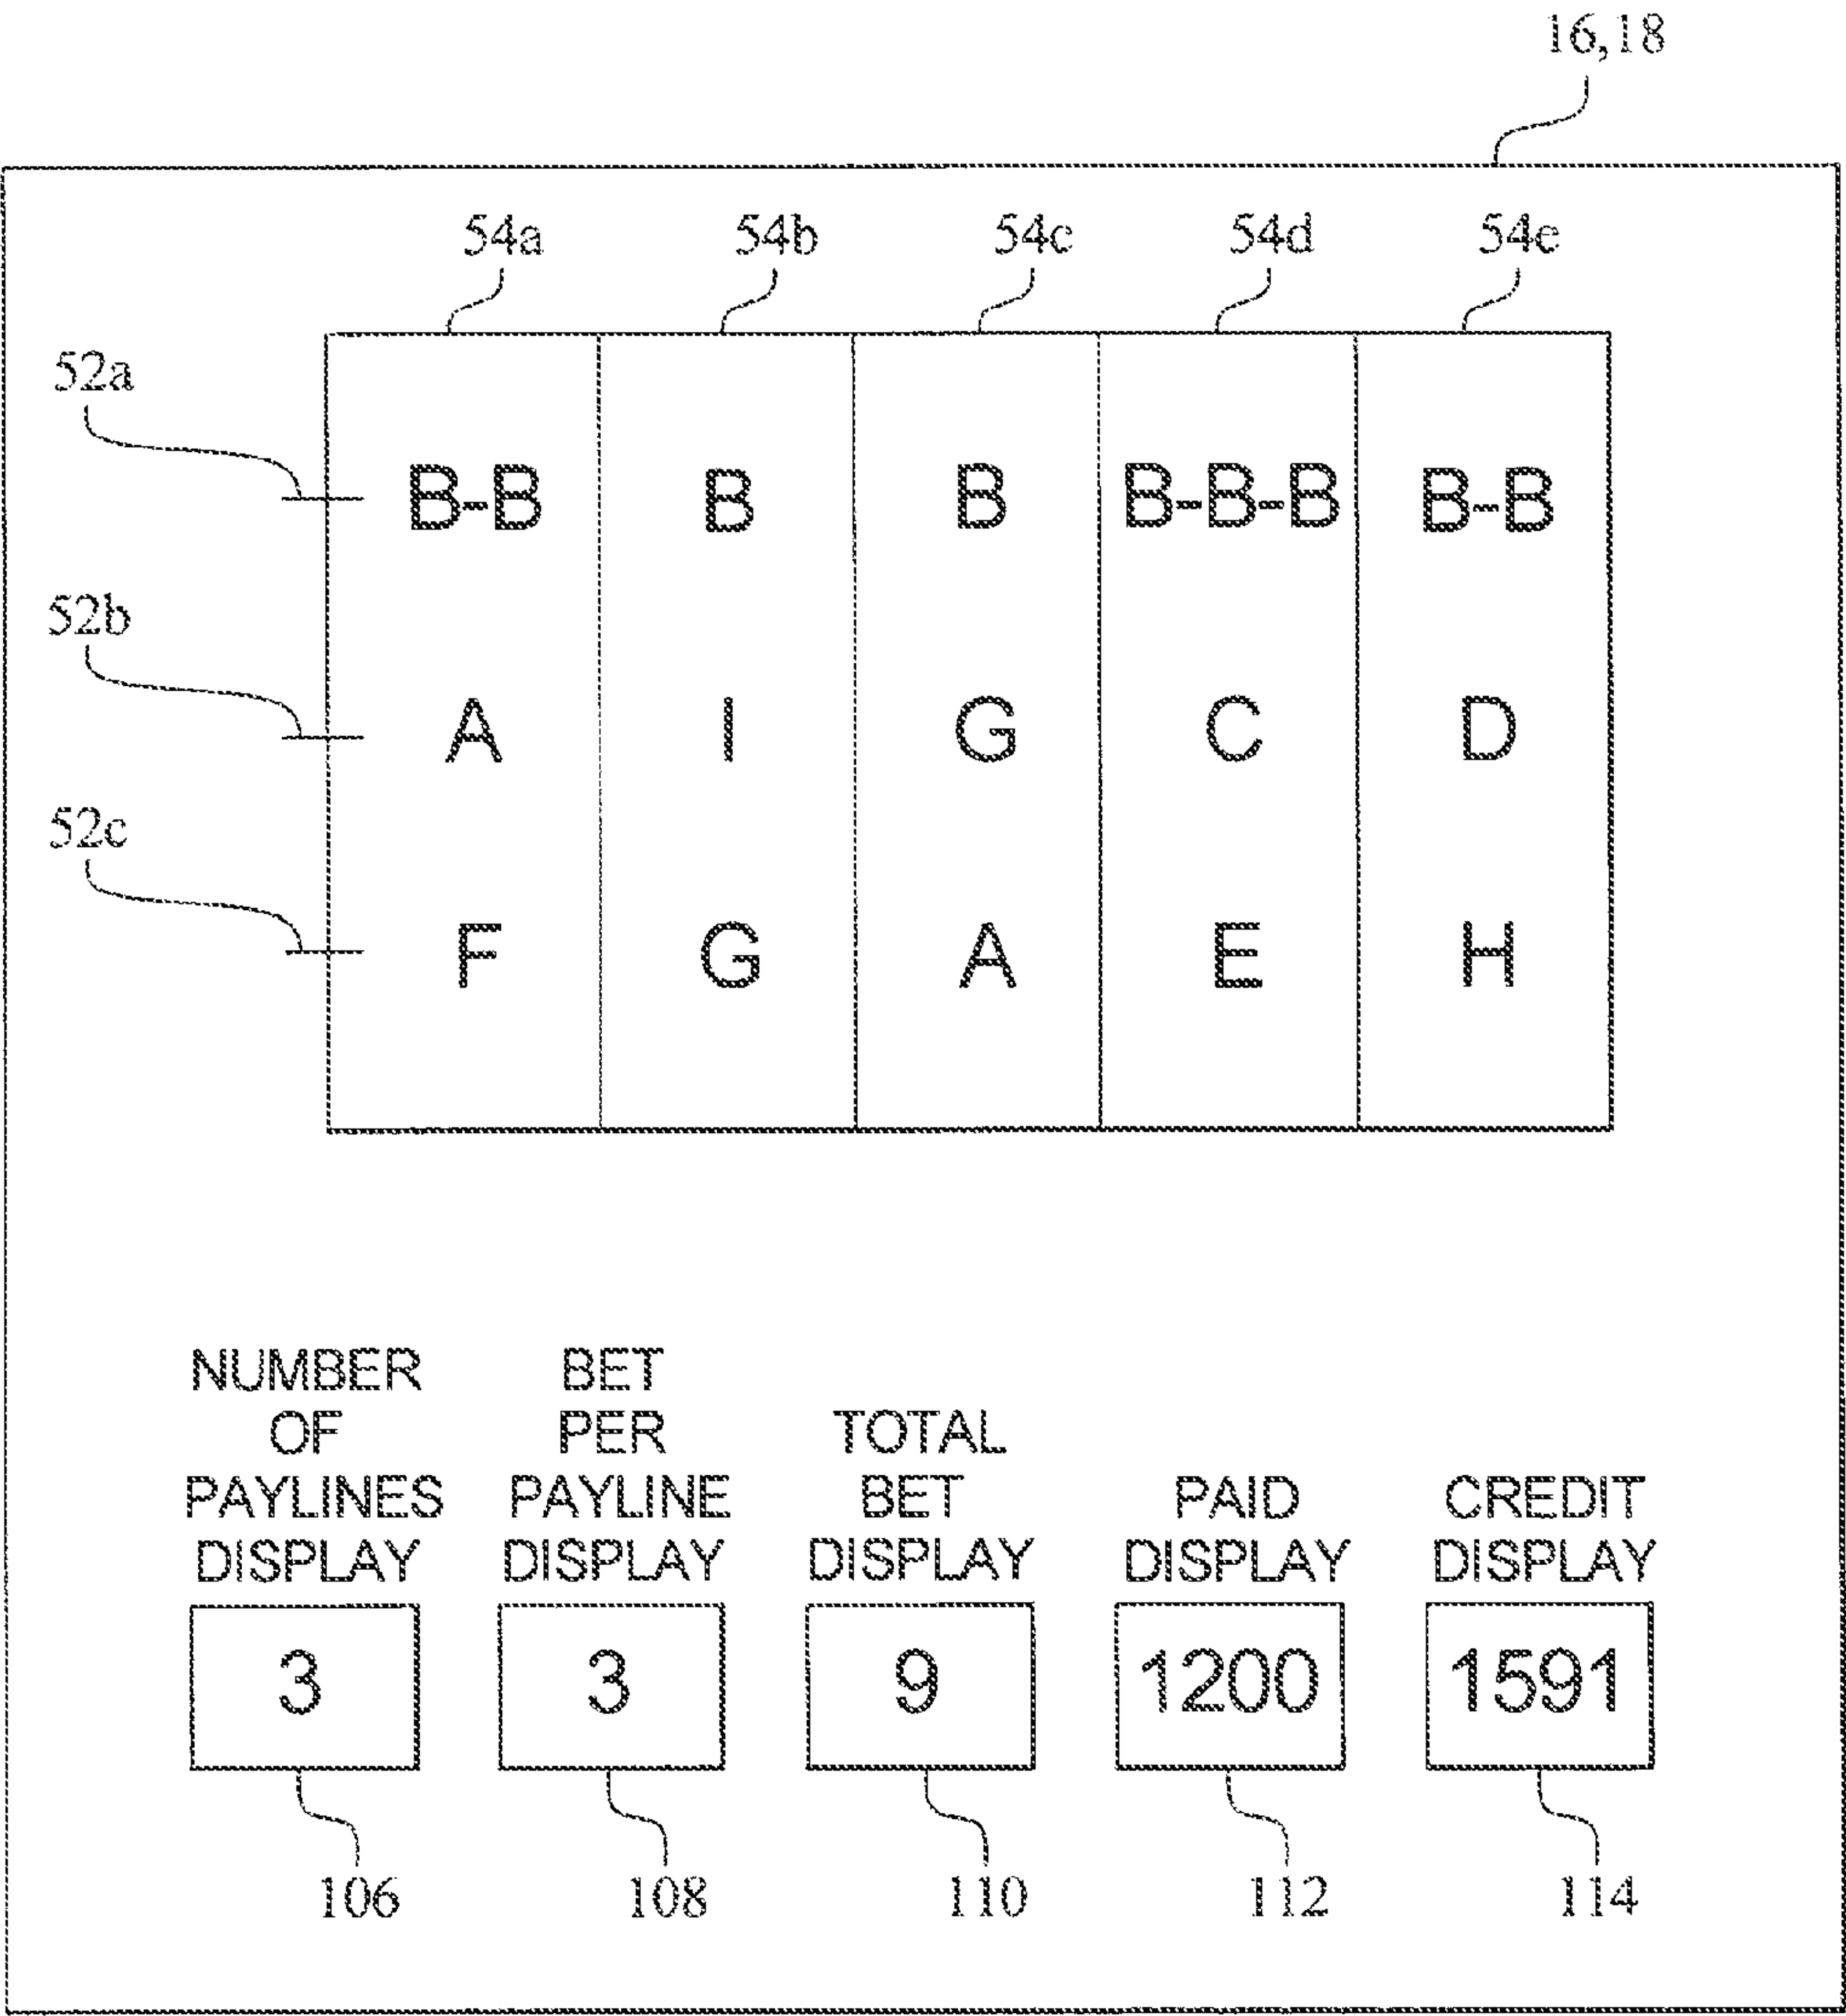 16,18
54a 54b 54c 54d 54e
52a
B-B B B B-B-B B-B
52b
A I G C D
52c
F G A E H
NUMBER
OF
PAYLINES
DISPLAY
3
106
BET
PER
PAYLINE
DISPLAY
3
108
TOTAL
BET
DISPLAY
9
110
PAID
DISPLAY
1200
112
CREDIT
DISPLAY
1591
114